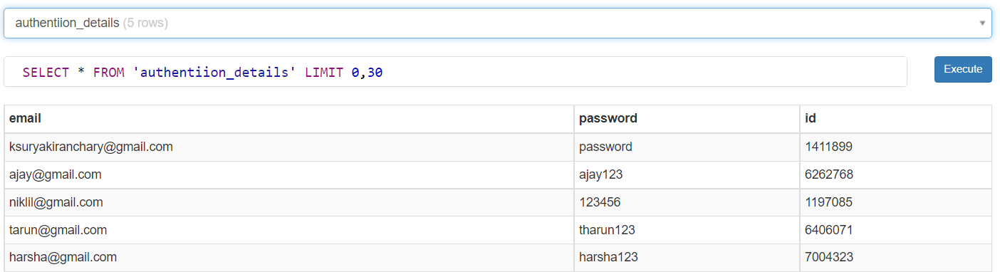 authentiion_details (5 rows)
SELECT * FROM 'authentiion_details' LIMIT 0,30
Execute
email password id
ksuryakiranchary@gmail.com password 1411899
ajay@gmail.com ajay123 6262768
niklil@gmail.com 123456 1197085
tarun@gmail.com tharun123 6406071
harsha@gmail.com harsha123 7004323